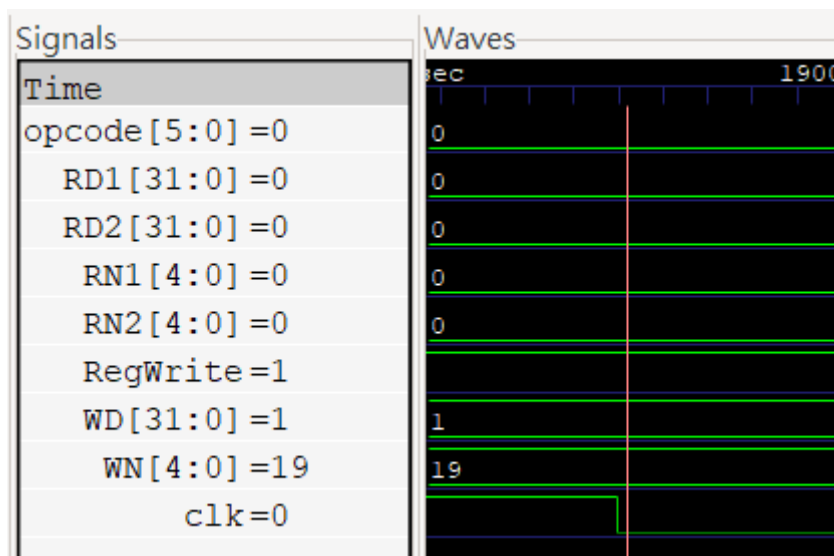 Signals
Waves
Time
sec
1900
opcode[5:0]=0
0
RD1[31:0]=0
0
RD2[31:0]=0
0
RN1[4:0]=0
0
RN2[4:0]=0
0
RegWrite=1
WD[31:0]=1
1
WN[4:0]=19
19
clk=0